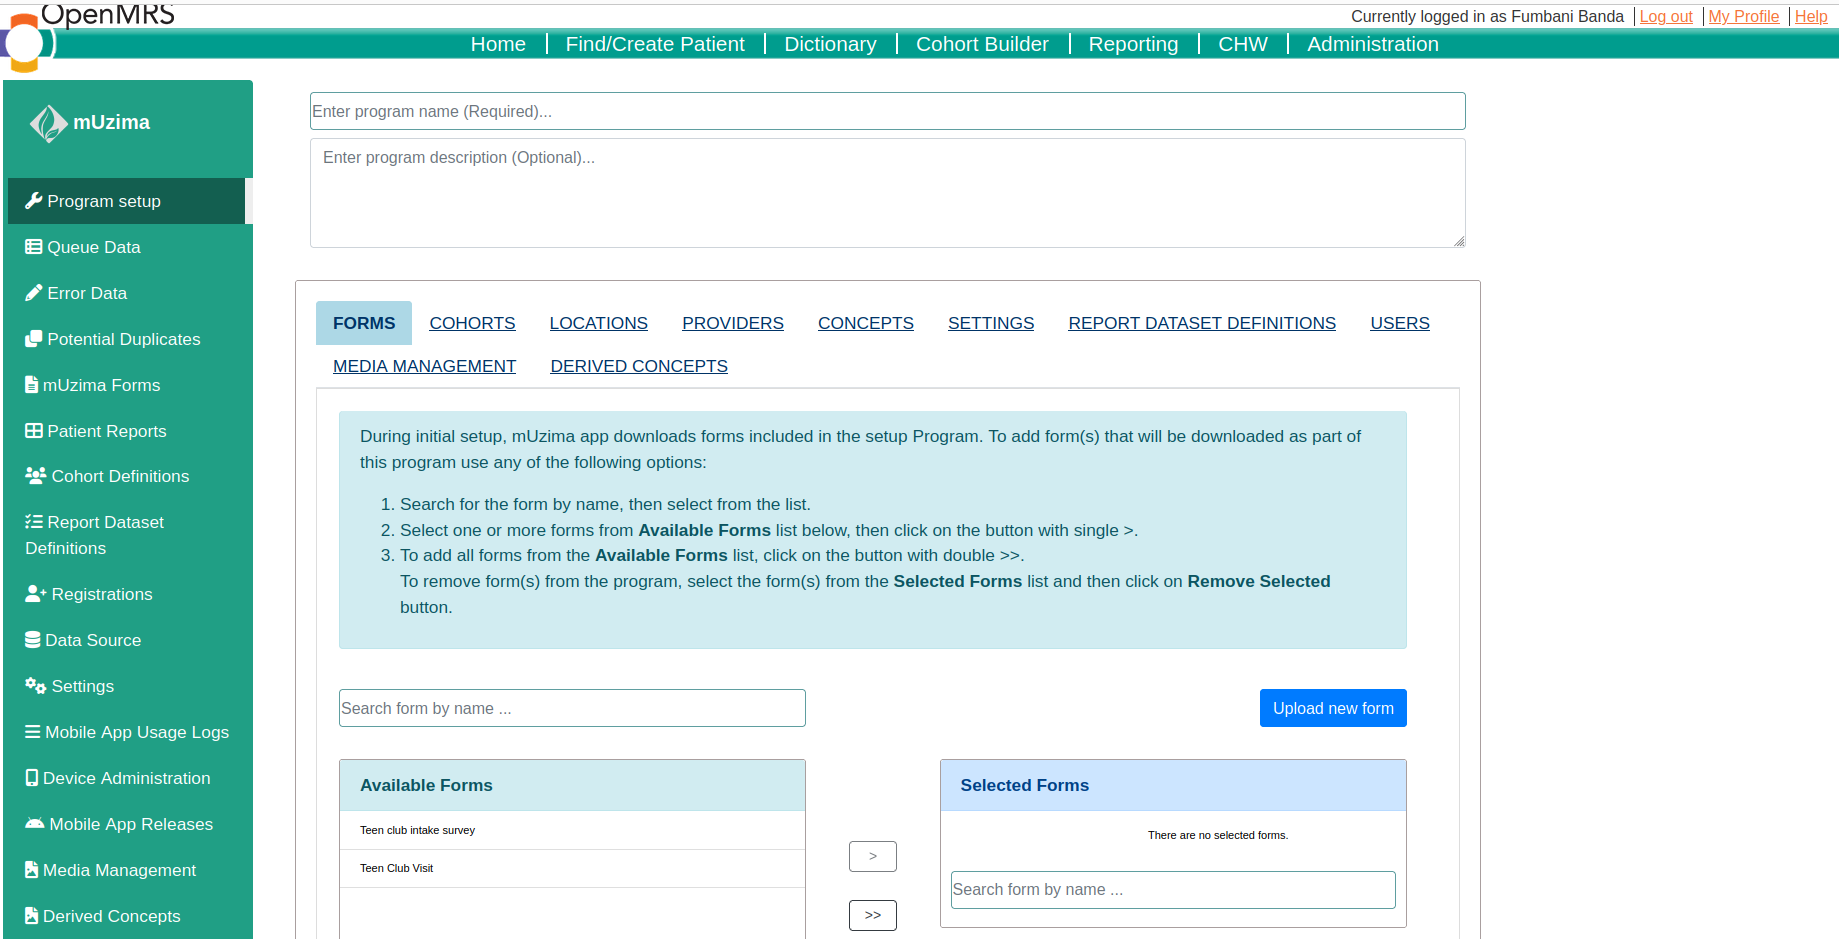 OpenMRS
Currently logged in as Fumbani Banda | Log out | My Profile | Help
Home | Find/Create Patient | Dictionary | Cohort Builder | Reporting | CHW | Administration
mUzima
Program setup
Queue Data
Error Data
Potential Duplicates
mUzima Forms
Patient Reports
Cohort Definitions
Report Dataset
Definitions
Registrations
Data Source
Settings
Mobile App Usage Logs
Device Administration
Mobile App Releases
Media Management
Derived Concepts
Enter program name (Required)...
Enter program description (Optional)...
FORMS COHORTS LOCATIONS PROVIDERS CONCEPTS SETTINGS REPORT DATASET DEFINITIONS USERS
MEDIA MANAGEMENT DERIVED CONCEPTS
During initial setup, mUzima app downloads forms included in the setup Program. To add form(s) that will be downloaded as part of
this program use any of the following options:
1. Search for the form by name, then select from the list.
2. Select one or more forms from Available Forms list below, then click on the button with single >.
3. To add all forms from the Available Forms list, click on the button with double >>.
To remove form(s) from the program, select the form(s) from the Selected Forms list and then click on Remove Selected
button.
Search form by name ...
Upload new form
Available Forms
Teen club intake survey
Teen Club Visit
>
>>
Selected Forms
There are no selected forms.
Search form by name ...